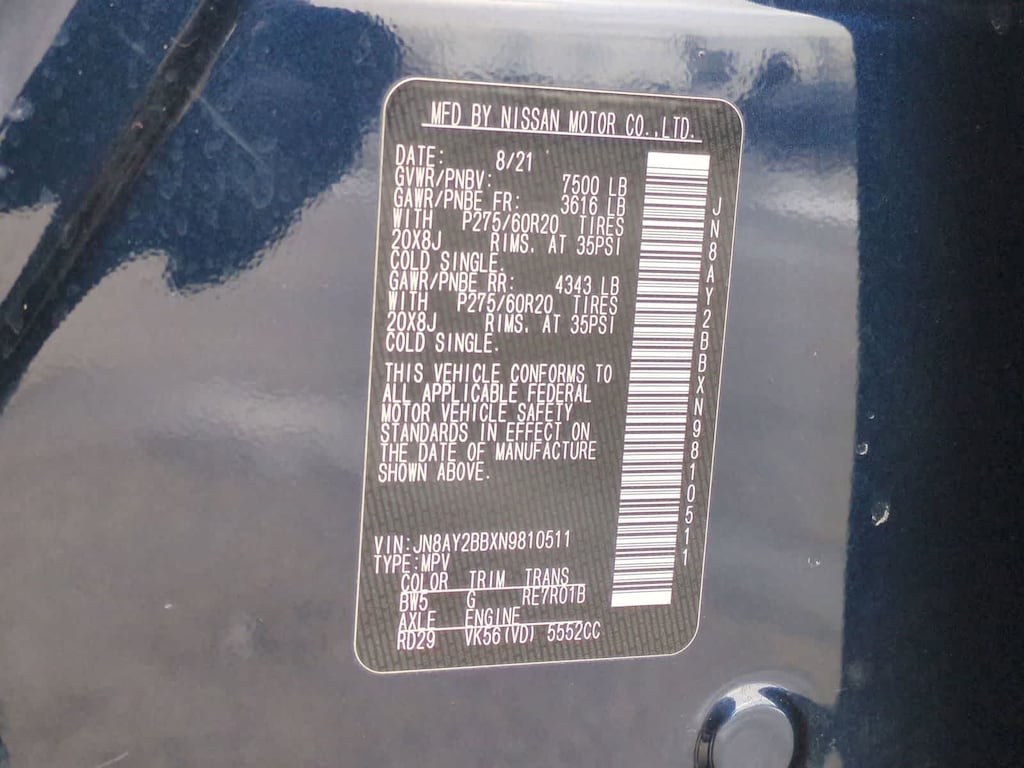 MFD BY NISSAN MOTOR CO.,LTD.
DATE: 8/21
GVWR/PNBV: 7500 LB
GAWR/PNBE FR: 3616 LB
WITH P275/60R20 TIRES
20X8J RIMS. AT 35PSI
COLD SINGLE.
GAWR/PNBE RR: 4343 LB
WITH P275/60R20 TIRES
20X8J RIMS. AT 35PSI
COLD SINGLE.
THIS VEHICLE CONFORMS TO
ALL APPLICABLE FEDERAL
MOTOR VEHICLE SAFETY
STANDARDS IN EFFECT ON
THE DATE OF MANUFACTURE
SHOWN ABOVE.
VIN:JN8AY2BBXN9810511
TYPE:MPV
COLOR TRIM TRANS
BW5 G RE7R01B
AXLE ENGINE
RD29 VK56(VD) 5552CC
JN8AY2BBXN9810511